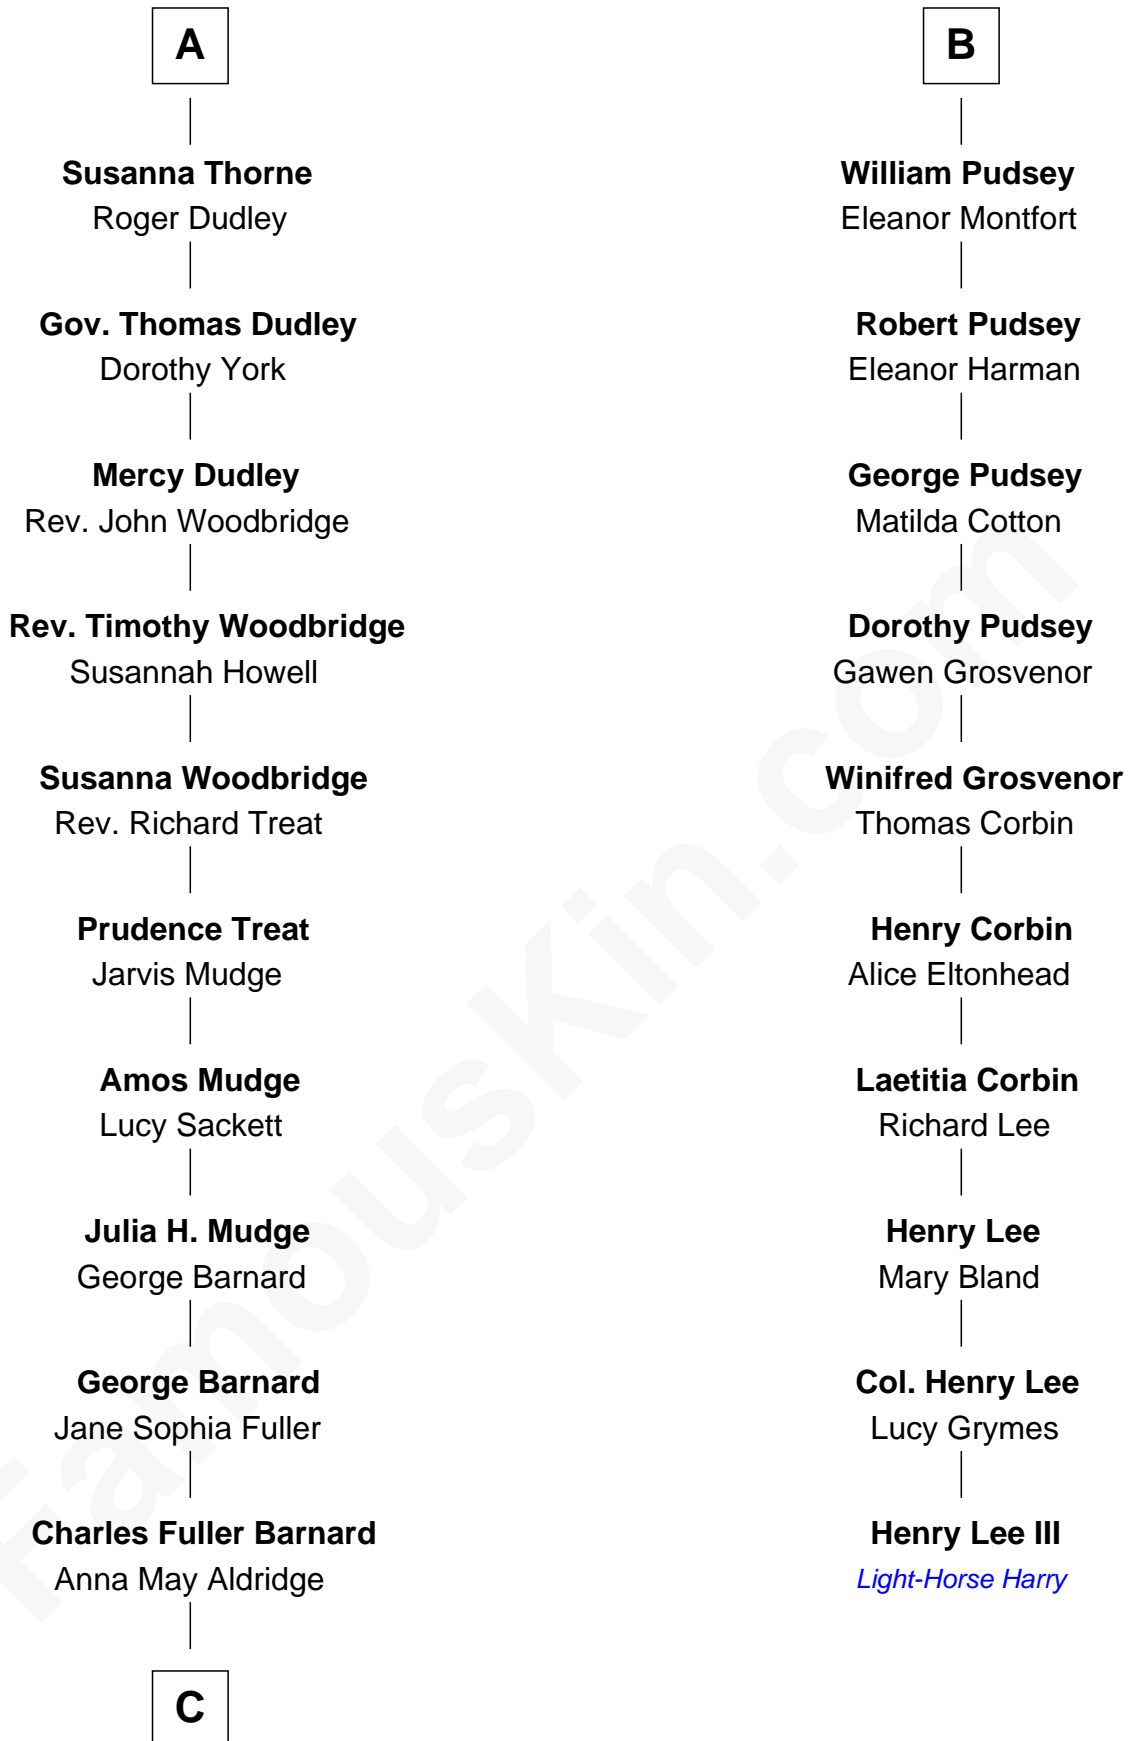 A
Susanna Thorne
Roger Dudley
Gov. Thomas Dudley
Dorothy York
Mercy Dudley
Rev. John Woodbridge
Rev. Timothy Woodbridge
Susannah Howell
Susanna Woodbridge
Rev. Richard Treat
Prudence Treat
Jarvis Mudge
Amos Mudge
Lucy Sackett
Julia H. Mudge
George Barnard
George Barnard
Jane Sophia Fuller
Charles Fuller Barnard
Anna May Aldridge
C
B
William Pudsey
Eleanor Montfort
Robert Pudsey
Eleanor Harman
George Pudsey
Matilda Cotton
Dorothy Pudsey
Gawen Grosvenor
Winifred Grosvenor
Thomas Corbin
Henry Corbin
Alice Eltonhead
Laetitia Corbin
Richard Lee
Henry Lee
Mary Bland
Col. Henry Lee
Lucy Grymes
Henry Lee III
Light-Horse Harry
FamousKin.com